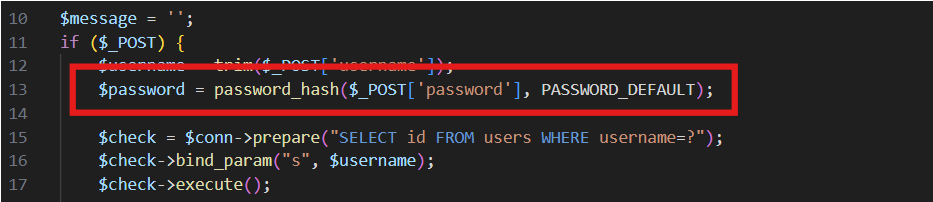 10 $message = '';
11 if ($_POST) {
12 $username = trim($_POST['username']);
13 $password = password_hash($_POST['password'], PASSWORD_DEFAULT);
14
15 $check = $conn->prepare("SELECT id FROM users WHERE username=?");
16 $check->bind_param("s", $username);
17 $check->execute();